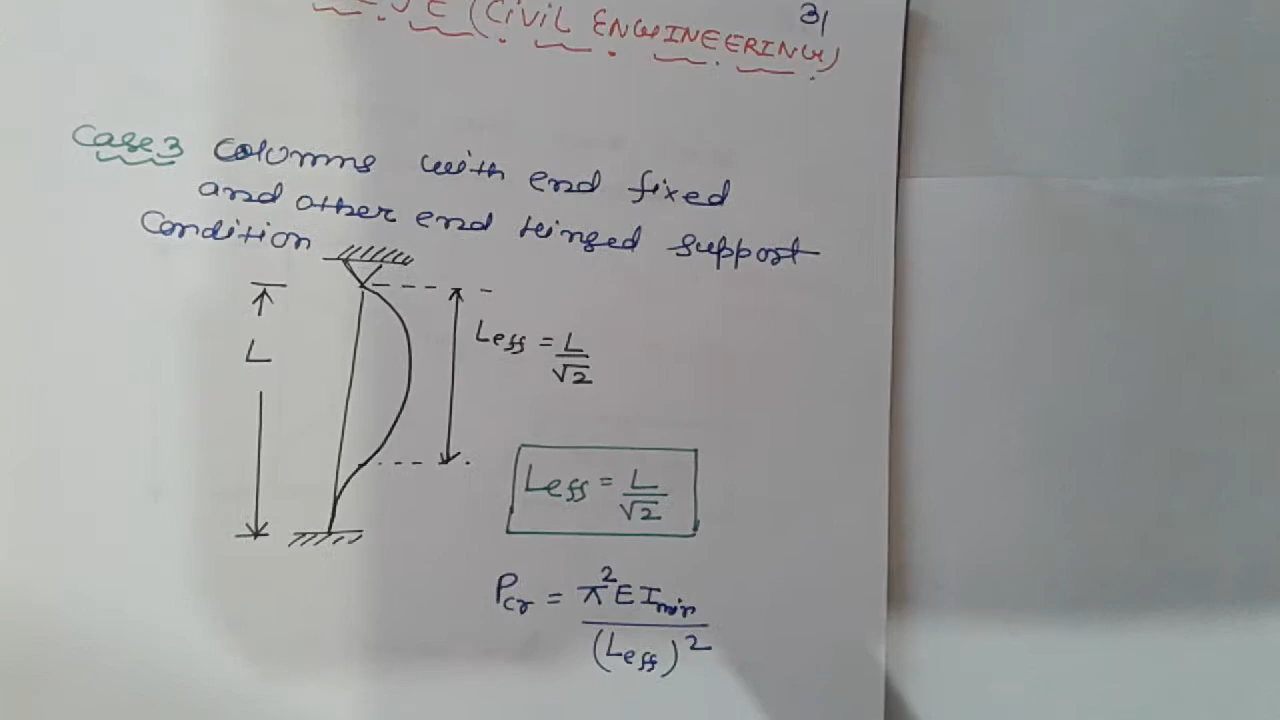 E (CIVIL ENGINEERING)
31
Case 3 Columns with end fixed
and other end hinged support
Condition
L
Leff = L/√2
Leff = L/√2
Pcr = π²EImin/(Leff)²